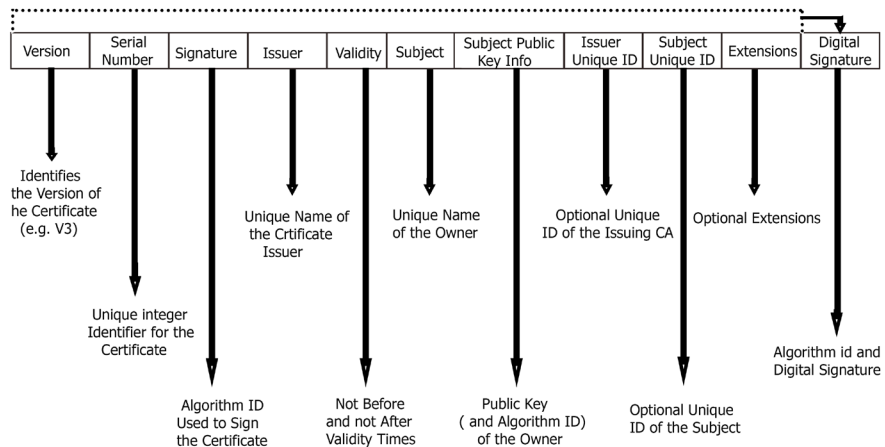 Version
Serial
Number
Signature
Issuer
Validity
Subject
Subject Public
Key Info
Issuer
Unique ID
Subject
Unique ID
Extensions
Digital
Signature
Identifies
the Version of
he Certificate
(e.g. V3)
Unique integer
Identifier for the
Certificate
Algorithm ID
Used to Sign
the Certificate
Unique Name of
the Crtificate
Issuer
Not Before
and not After
Validity Times
Unique Name
of the Owner
Public Key
( and Algorithm ID)
of the Owner
Optional Unique
ID of the Issuing CA
Optional Unique
ID of the Subject
Optional Extensions
Algorithm id and
Digital Signature